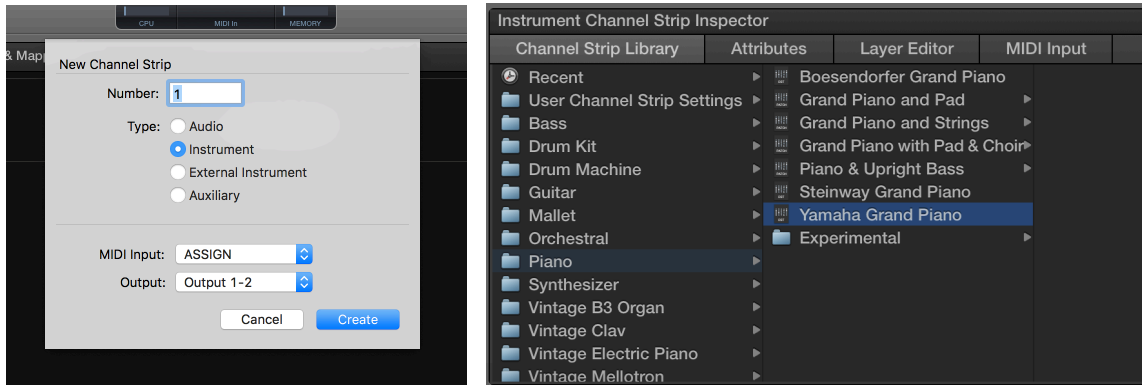 CPU MIDI In MEMORY
& Mapp
New Channel Strip
Number: 1
Type: Audio
Instrument
External Instrument
Auxiliary
MIDI Input: ASSIGN
Output: Output 1-2
Cancel Create
Instrument Channel Strip Inspector
Channel Strip Library Attributes Layer Editor MIDI Input
Recent
User Channel Strip Settings
Bass
Drum Kit
Drum Machine
Guitar
Mallet
Orchestral
Piano
Synthesizer
Vintage B3 Organ
Vintage Clav
Vintage Electric Piano
Vintage Mellotron
Boesendorfer Grand Piano
Grand Piano and Pad
Grand Piano and Strings
Grand Piano with Pad & Choir
Piano & Upright Bass
Steinway Grand Piano
Yamaha Grand Piano
Experimental